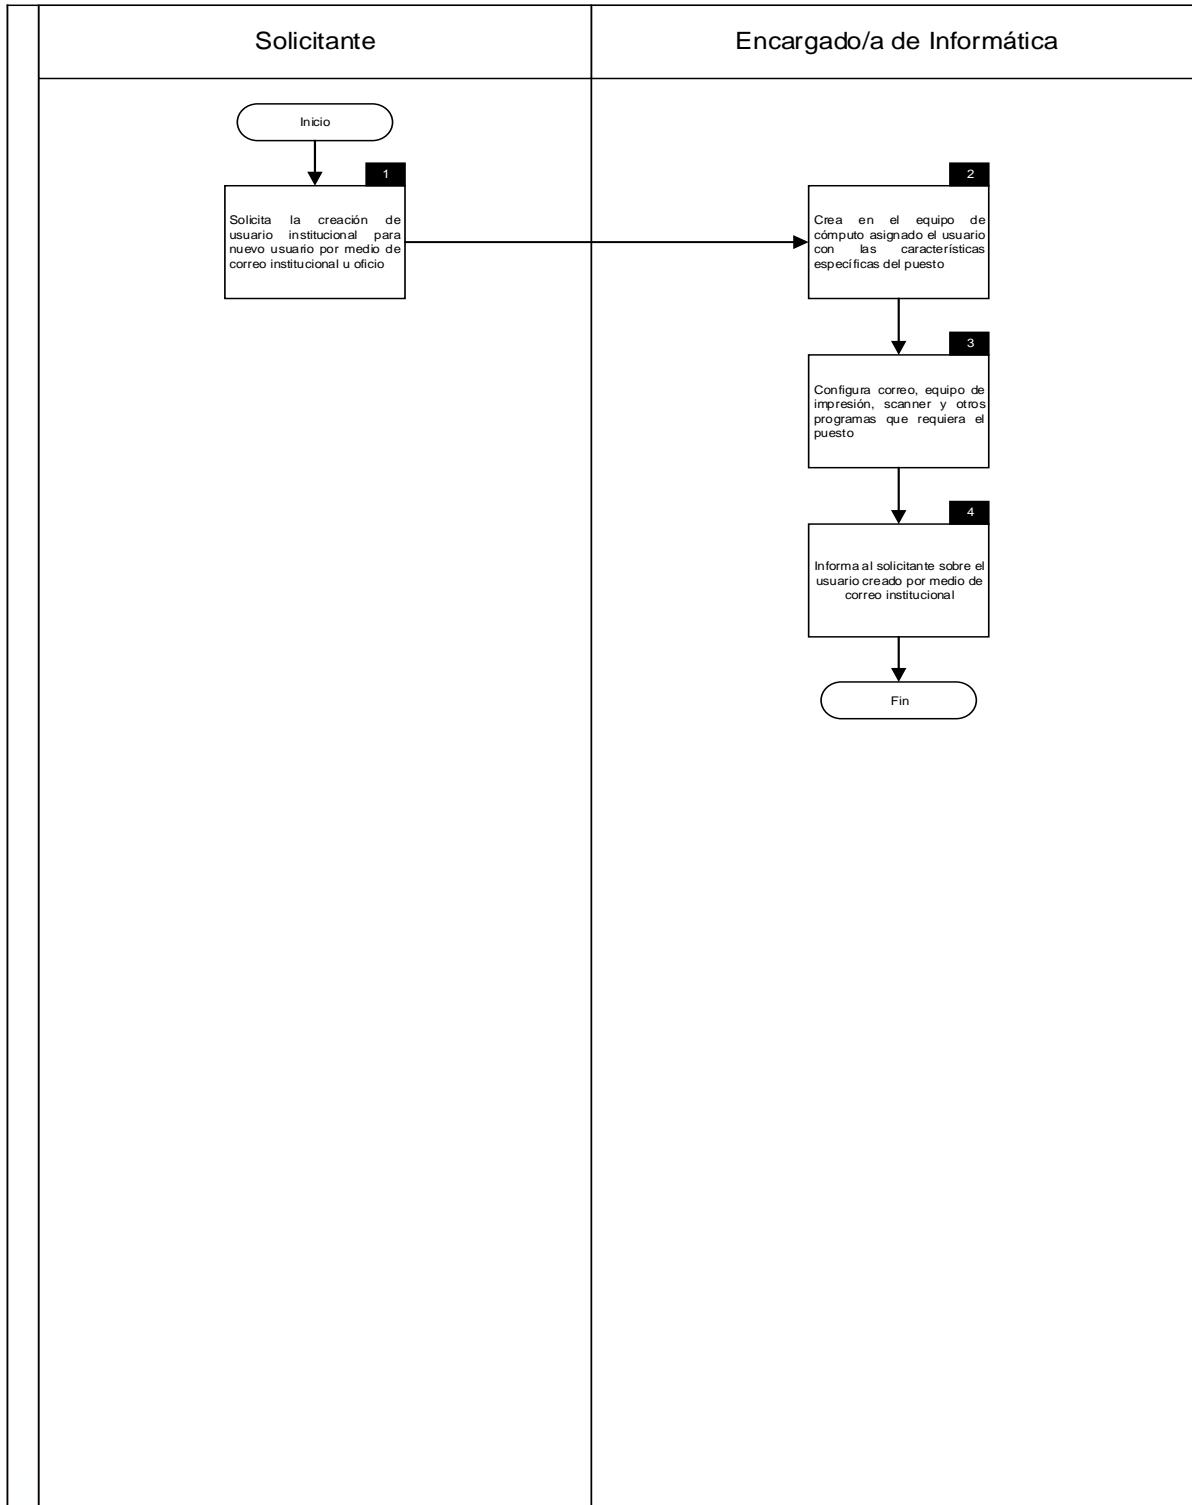 Solicitante
Encargado/a de Informática
Inicio
1
Solicita la creación de
usuario institucional para
nuevo usuario por medio de
correo institucional u oficio
2
Crea en el equipo de
cómputo asignado el usuario
con las características
específicas del puesto
3
Configura correo, equipo de
impresión, scanner y otros
programas que requiera el
puesto
4
Informa al solicitante sobre el
usuario creado por medio de
correo institucional
Fin